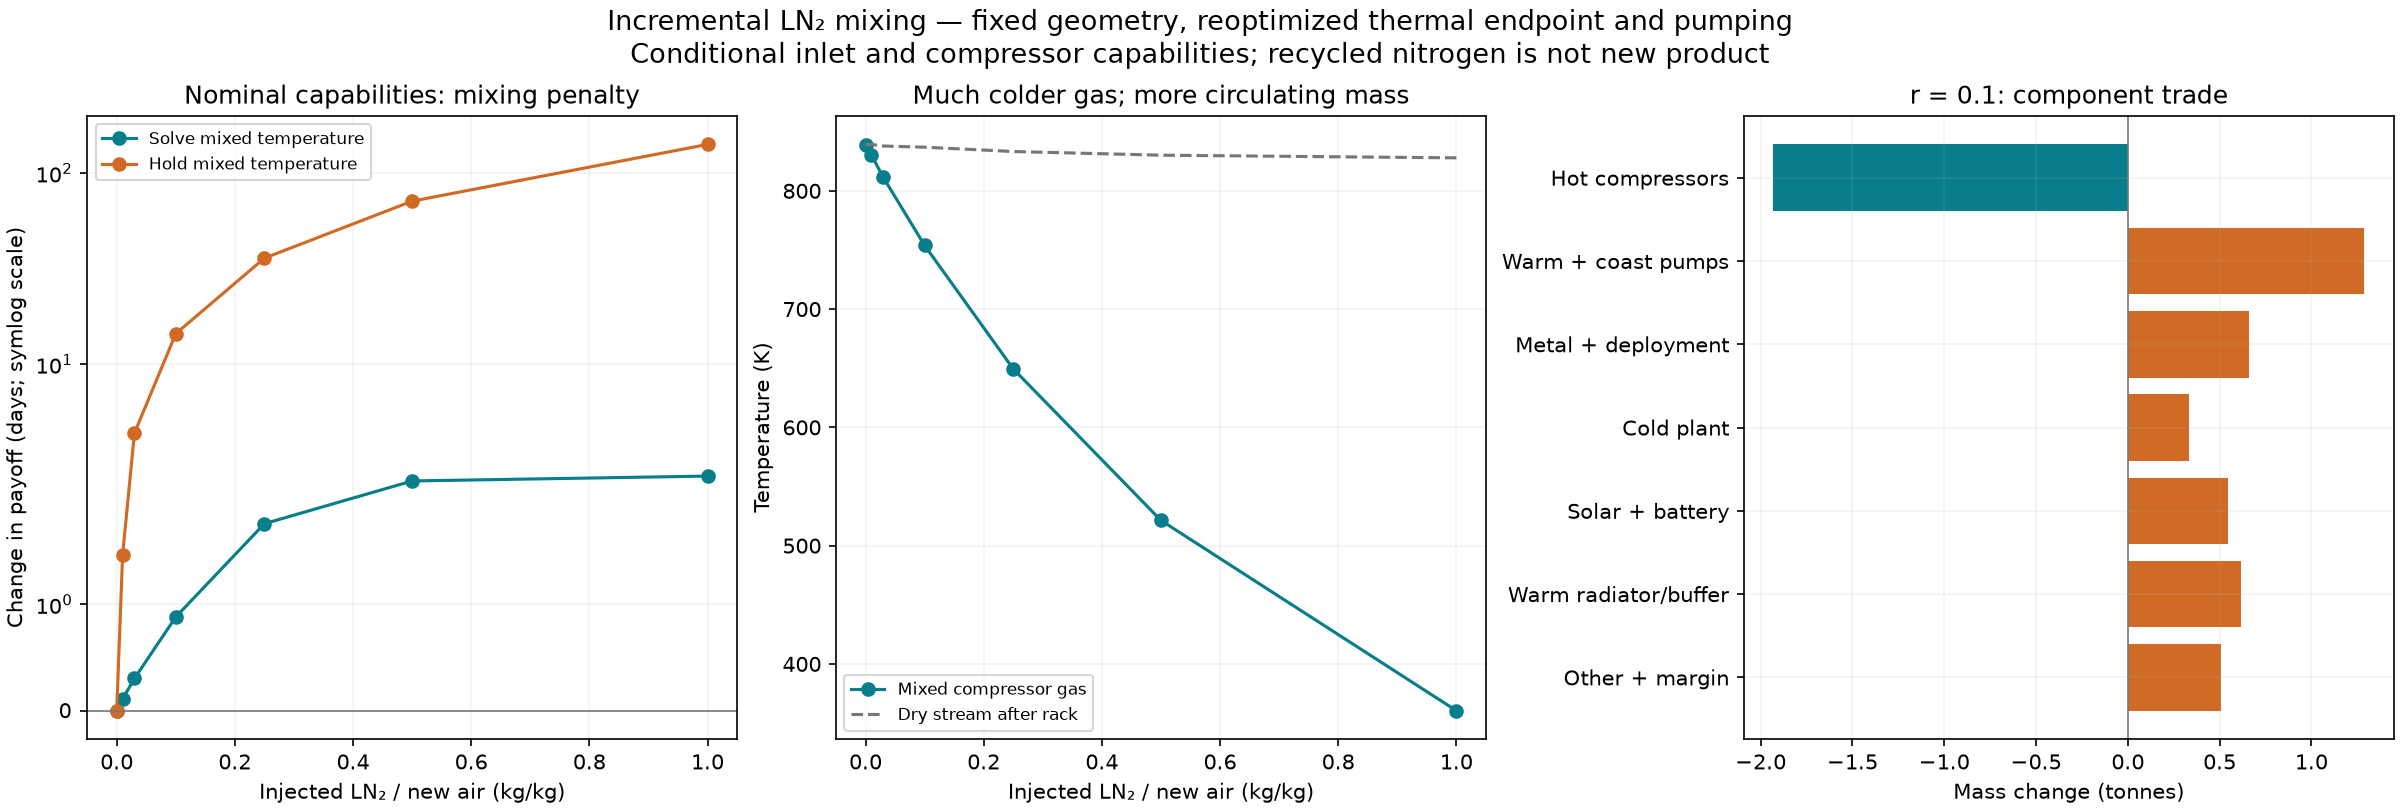 Incremental LN₂ mixing — fixed geometry, reoptimized thermal endpoint and pumping
Conditional inlet and compressor capabilities; recycled nitrogen is not new product
Nominal capabilities: mixing penalty
Change in payoff (days; symlog scale)
10²
10¹
10⁰
0
Solve mixed temperature
Hold mixed temperature
0.0 0.2 0.4 0.6 0.8 1.0
Injected LN₂ / new air (kg/kg)
Much colder gas; more circulating mass
Temperature (K)
800
700
600
500
400
Mixed compressor gas
Dry stream after rack
0.0 0.2 0.4 0.6 0.8 1.0
Injected LN₂ / new air (kg/kg)
r = 0.1: component trade
Hot compressors
Warm + coast pumps
Metal + deployment
Cold plant
Solar + battery
Warm radiator/buffer
Other + margin
−2.0 −1.5 −1.0 −0.5 0.0 0.5 1.0
Mass change (tonnes)